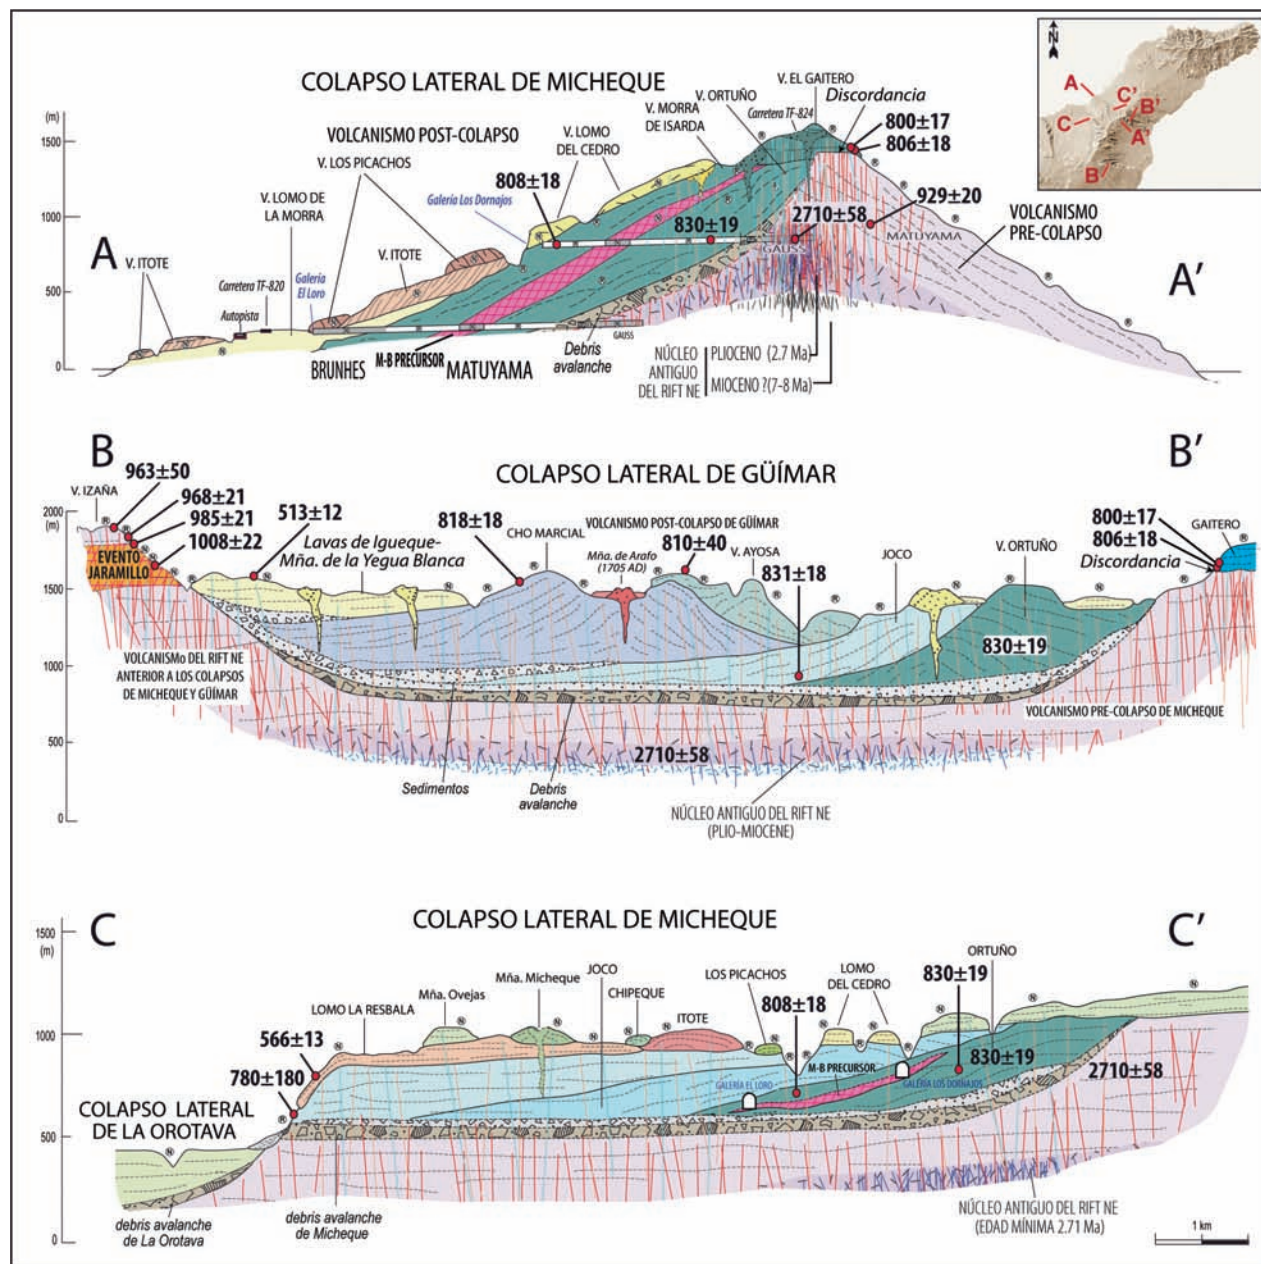 COLAPSO LATERAL DE MICHEQUE
V. EL GAITERO
V. ORTUÑO
Discordancia
(m)
1500
VOLCANISMO POST-COLAPSO
V. MORRA
DE ISARDA
Carretera TF-824
800±17
806±18
V. LOS PICACHOS
V. LOMO
DEL CEDRO
808±18
Galería Los Dornajos
V. LOMO DE
LA MORRA
1000
830±19
2710±58
929±20
VOLCANISMO
PRE-COLAPSO
MATUYAMA
GAUSS
A
A'
V. ITOTE
V. ITOTE
Carretera TF-820
Galería
El Loro
Autopista
500
GAUSS
M-B PRECURSOR
Debris
avalanche
BRUNHES
MATUYAMA
0
NÚCLEO
ANTIGUO
DEL RIFT NE
PLIOCENO (2.7 Ma)
MIOCENO ?(7-8 Ma)
N
A
C'
B'
C
A'
B
B
B'
COLAPSO LATERAL DE GÜÍMAR
963±50
V. IZAÑA
968±21
985±21
1008±22
2000
(m)
EVENTO
JARAMILLO
513±12
Lavas de Igueque-
Mña. de la Yegua Blanca
818±18
CHO MARCIAL
VOLCANISMO POST-COLAPSO DE GÜÍMAR
810±40
Mña. de Arafo
(1705 AD)
V. AYOSA
831±18
JOCO
V. ORTUÑO
800±17
806±18
Discordancia
GAITERO
1500
1000
500
0
830±19
VOLCANISMo DEL RIFT NE
ANTERIOR A LOS COLAPSOS
DE MICHEQUE Y GÜÍMAR
VOLCANISMO PRE-COLAPSO DE MICHEQUE
2710±58
Sedimentos
Debris
avalanche
NÚCLEO ANTIGUO DEL RIFT NE
(PLIO-MIOCENE)
C
C'
COLAPSO LATERAL DE MICHEQUE
1500
(m)
1000
500
0
LOMO LA RESBALA
Mña. Ovejas
Mña. Micheque
JOCO
CHIPEQUE
ITOTE
LOS PICACHOS
808±18
LOMO
DEL CEDRO
830±19
ORTUÑO
566±13
780±180
M-B PRECURSOR
830±19
2710±58
GALERÍA EL LORO
GALERÍA LOS DORNAJOS
COLAPSO LATERAL
DE LA OROTAVA
debris avalanche
de La Orotava
debris avalanche
de Micheque
NÚCLEO ANTIGUO DEL RIFT NE
(EDAD MÍNIMA 2.71 Ma)
1 km